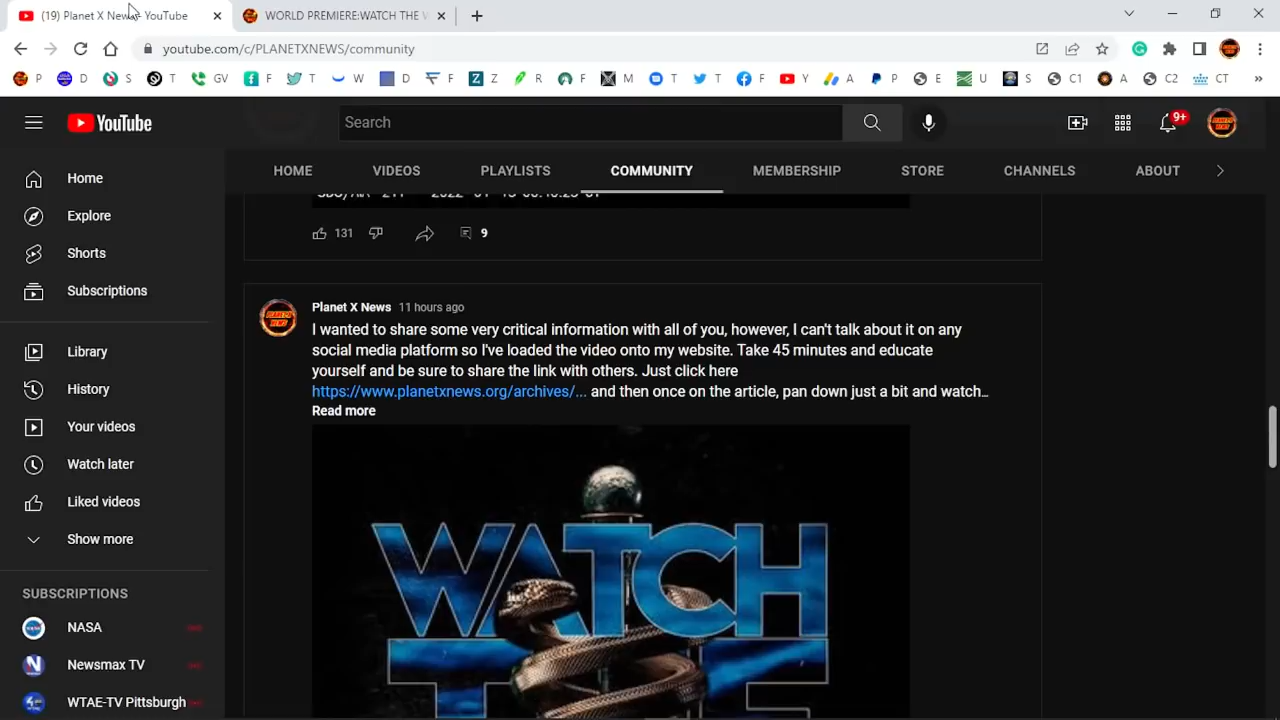 (19) Planet X News - YouTube
WORLD PREMIERE:WATCH THE W
youtube.com/c/PLANETXNEWS/community
P D S T GV F T W D F Z R F M T T F Y A P E U S C1 A C2 CT »
YouTube
Search
9+
HOME VIDEOS PLAYLISTS COMMUNITY MEMBERSHIP STORE CHANNELS ABOUT
Home
Explore
Shorts
Subscriptions
Library
History
Your videos
Watch later
Liked videos
Show more
SUBSCRIPTIONS
NASA
Newsmax TV
WTAE-TV Pittsburgh
131 9
Planet X News 11 hours ago
I wanted to share some very critical information with all of you, however, I can't talk about it on any
social media platform so I've loaded the video onto my website. Take 45 minutes and educate
yourself and be sure to share the link with others. Just click here
https://www.planetxnews.org/archives/... and then once on the article, pan down just a bit and watch…
Read more
WATCH
THE